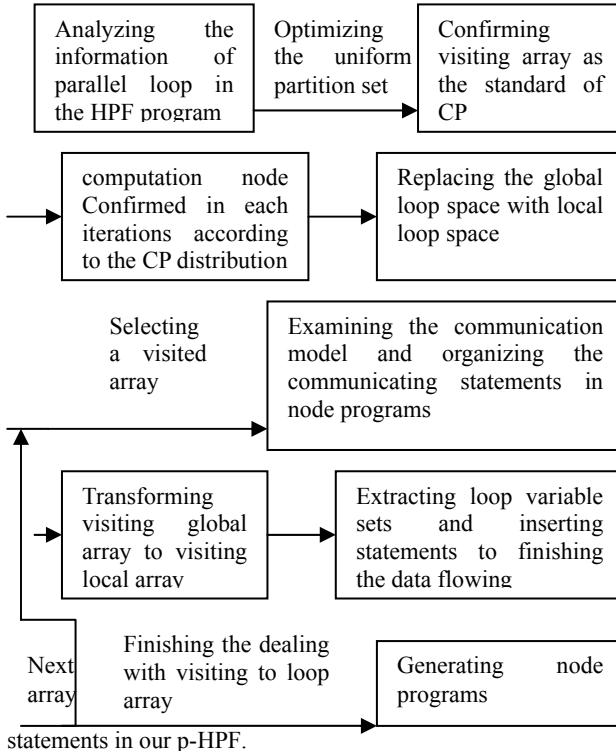 Analyzing the
information of
parallel loop in
the HPF program
Optimizing
the uniform
partition set
Confirming
visiting array as
the standard of
CP
computation node
Confirmed in each
iterations according
to the CP distribution
Replacing the global
loop space with local
loop space
Selecting
a visited
array
Examining the communication
model and organizing the
communicating statements in
node programs
Transforming
visiting global
array to visiting
local array
Extracting loop variable
sets and inserting
statements to finishing
the data flowing
Next
array
Finishing the dealing
with visiting to loop
array
Generating node
programs
statements in our p-HPF.